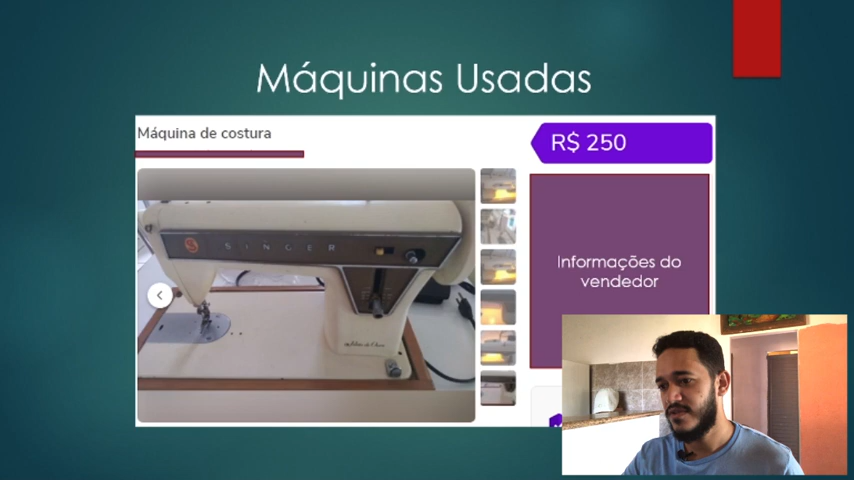 Máquinas Usadas
Máquina de costura
R$ 250
SINGER
Informações do
vendedor